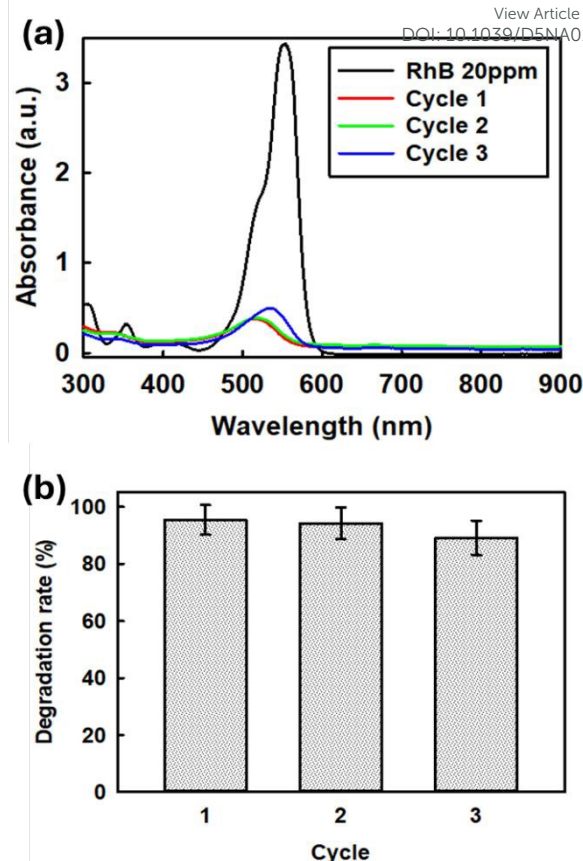 View Article
DOI: 10.1039/D5NA0
(a)
RhB 20ppm
Cycle 1
Cycle 2
Cycle 3
Absorbance (a.u.)
3
2
1
0
300 400 500 600 700 800 900
Wavelength (nm)
(b)
Degradation rate (%)
100
80
60
40
20
0
1 2 3
Cycle